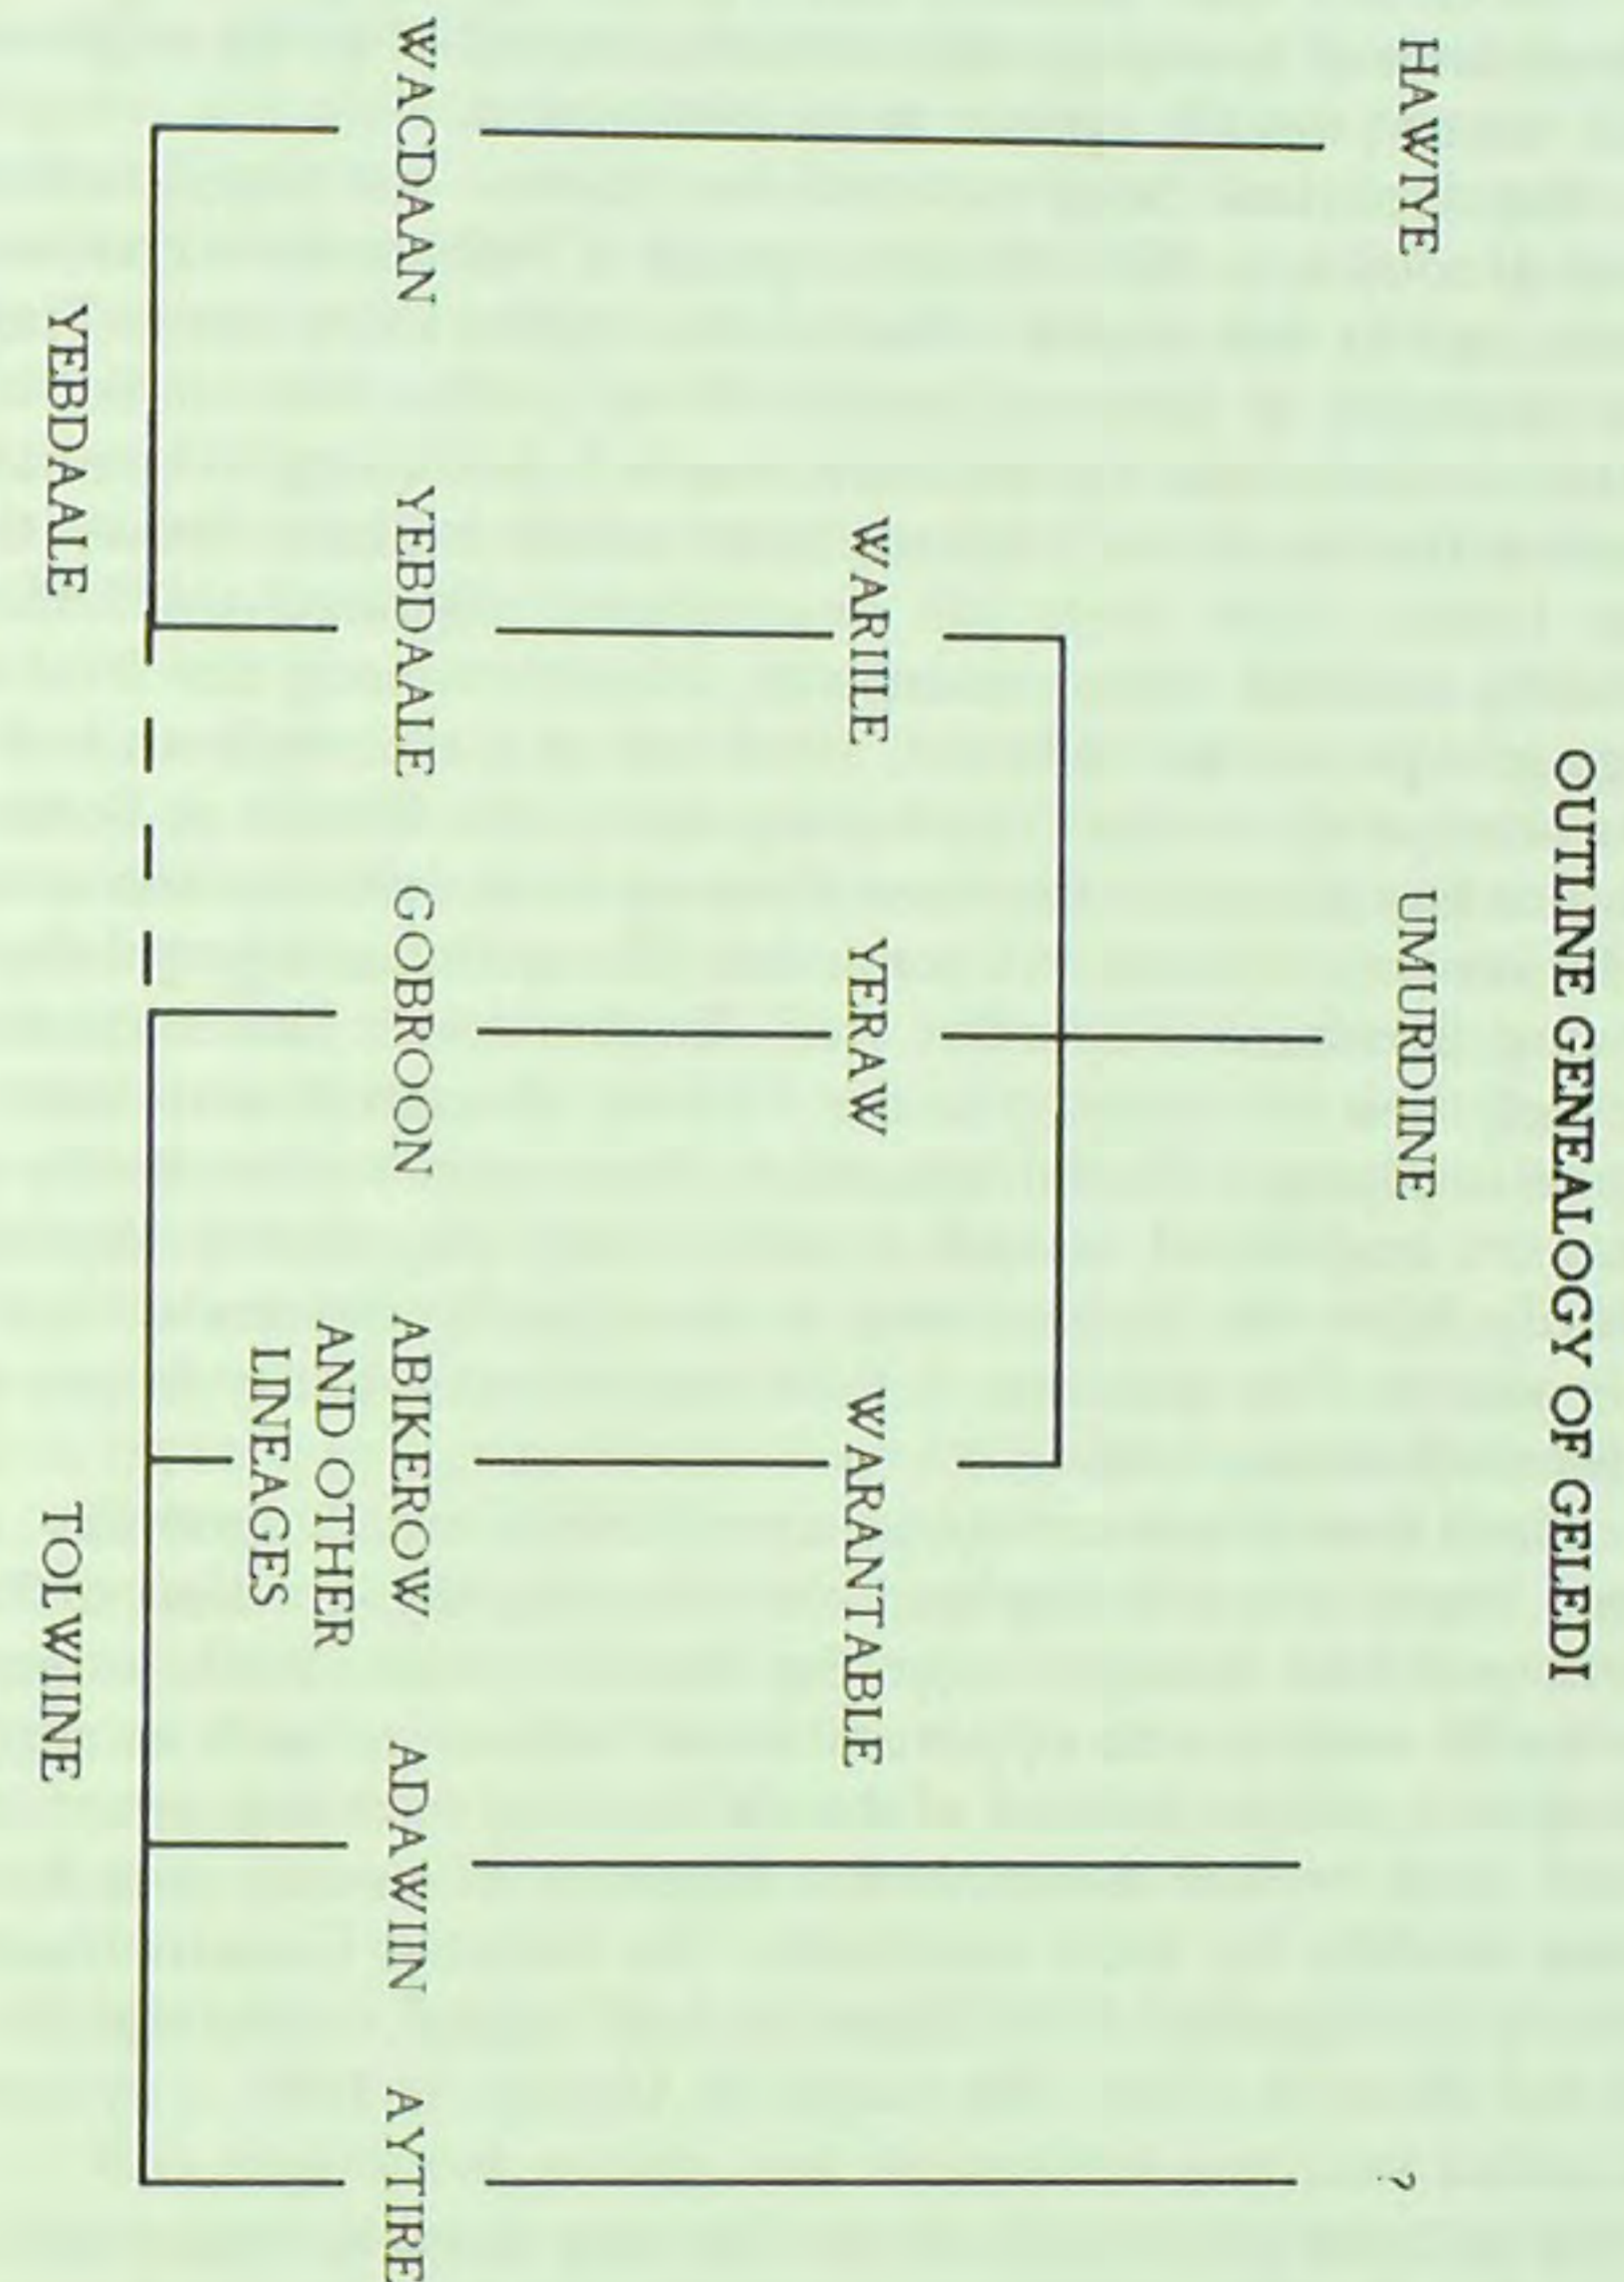 OUTLINE GENEALOGY OF GELEDI
HAWIYE UMURDIINE ?
WARIILE YERAW WARANTABLE
WACDAAN YEBDAALE GOBROON ABIKEROW ADAWIIN AYTIRE
AND OTHER
LINEAGES
YEBDAALE TOLWIINE